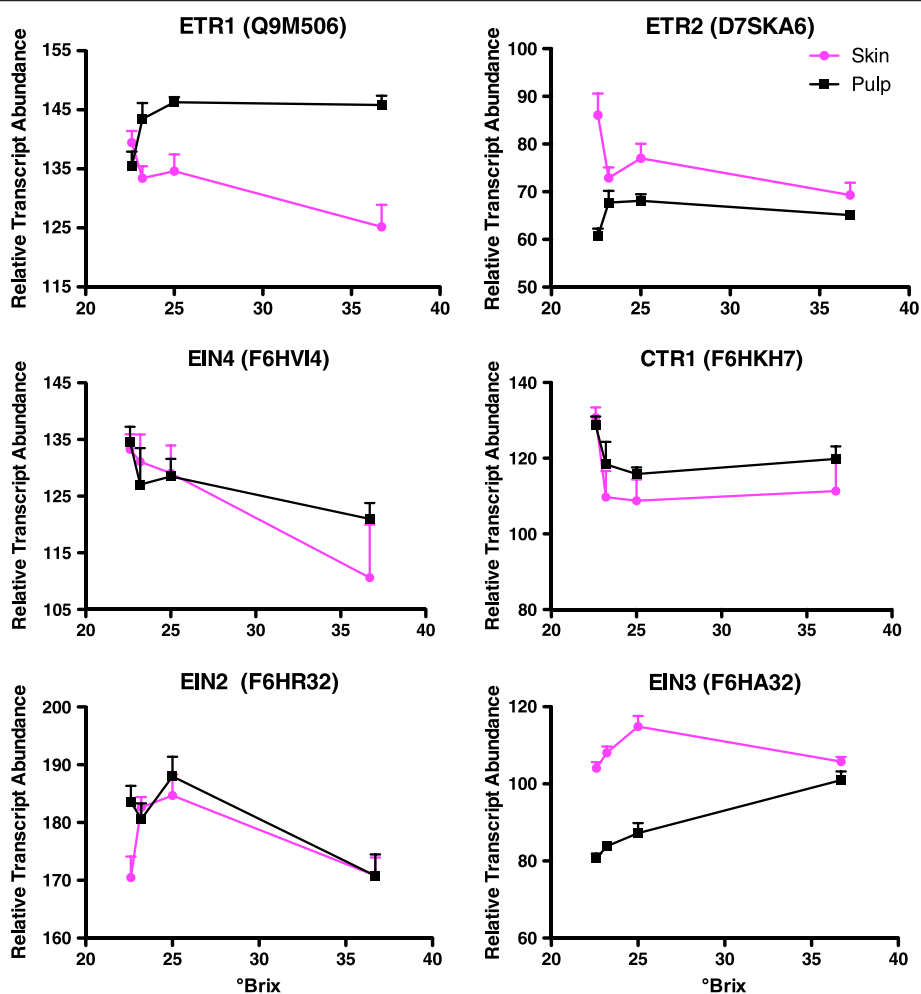 ETR1 (Q9M506)
Relative Transcript Abundance
155
145
135
125
115
20 25 30 35 40
ETR2 (D7SKA6)
Skin
Pulp
Relative Transcript Abundance
100
90
80
70
60
50
20 25 30 35 40
EIN4 (F6HVI4)
Relative Transcript Abundance
145
135
125
115
105
20 25 30 35 40
CTR1 (F6HKH7)
Relative Transcript Abundance
140
120
100
80
20 25 30 35 40
EIN2 (F6HR32)
Relative Transcript Abundance
200
190
180
170
160
20 25 30 35 40
°Brix
EIN3 (F6HA32)
Relative Transcript Abundance
120
100
80
60
20 25 30 35 40
°Brix